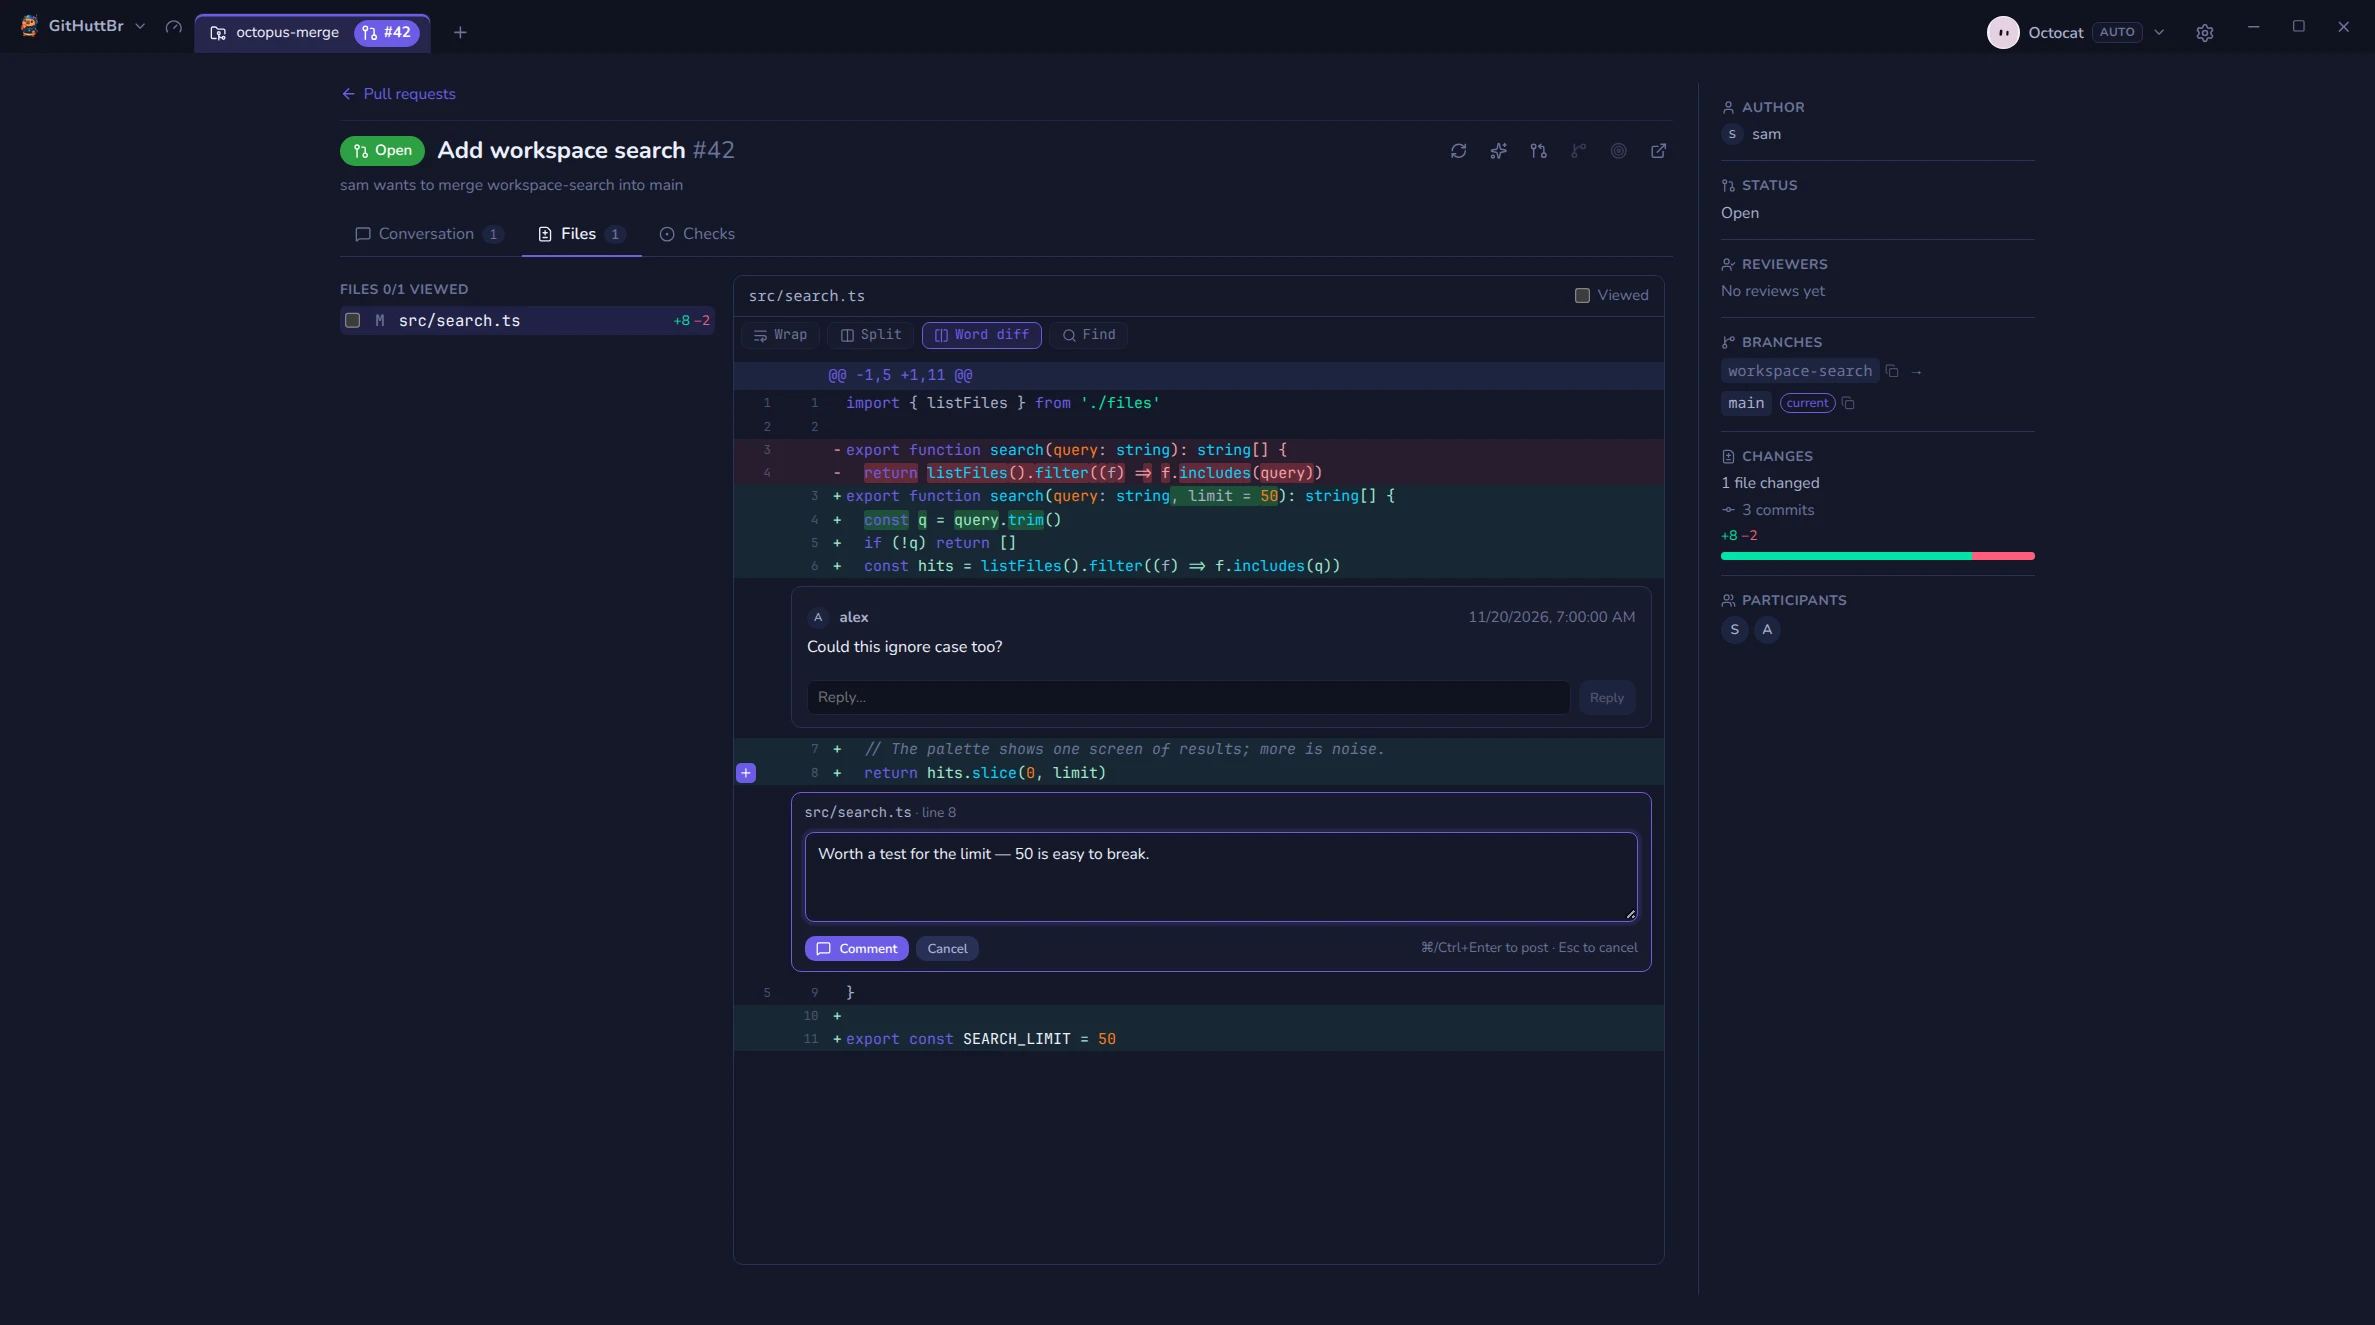 GitHuttBr
octopus-merge #42
Octocat AUTO
Pull requests
Open Add workspace search #42
sam wants to merge workspace-search into main
Conversation 1 Files 1 Checks
FILES 0/1 VIEWED
M src/search.ts +8 −2
src/search.ts Viewed
Wrap Split Word diff Find
@@ -1,5 +1,11 @@
1 1 import { listFiles } from './files'
2 2
3 -export function search(query: string): string[] {
4 - return listFiles().filter((f) => f.includes(query))
3 +export function search(query: string, limit = 50): string[] {
4 + const q = query.trim()
5 + if (!q) return []
6 + const hits = listFiles().filter((f) => f.includes(q))
A alex 11/20/2026, 7:00:00 AM
Could this ignore case too?
Reply... Reply
7 + // The palette shows one screen of results; more is noise.
8 + return hits.slice(0, limit)
src/search.ts · line 8
Worth a test for the limit — 50 is easy to break.
Comment Cancel ⌘/Ctrl+Enter to post · Esc to cancel
5 9 }
10 +
11 +export const SEARCH_LIMIT = 50
AUTHOR
S sam
STATUS
Open
REVIEWERS
No reviews yet
BRANCHES
workspace-search →
main current
CHANGES
1 file changed
3 commits
+8 −2
PARTICIPANTS
S A